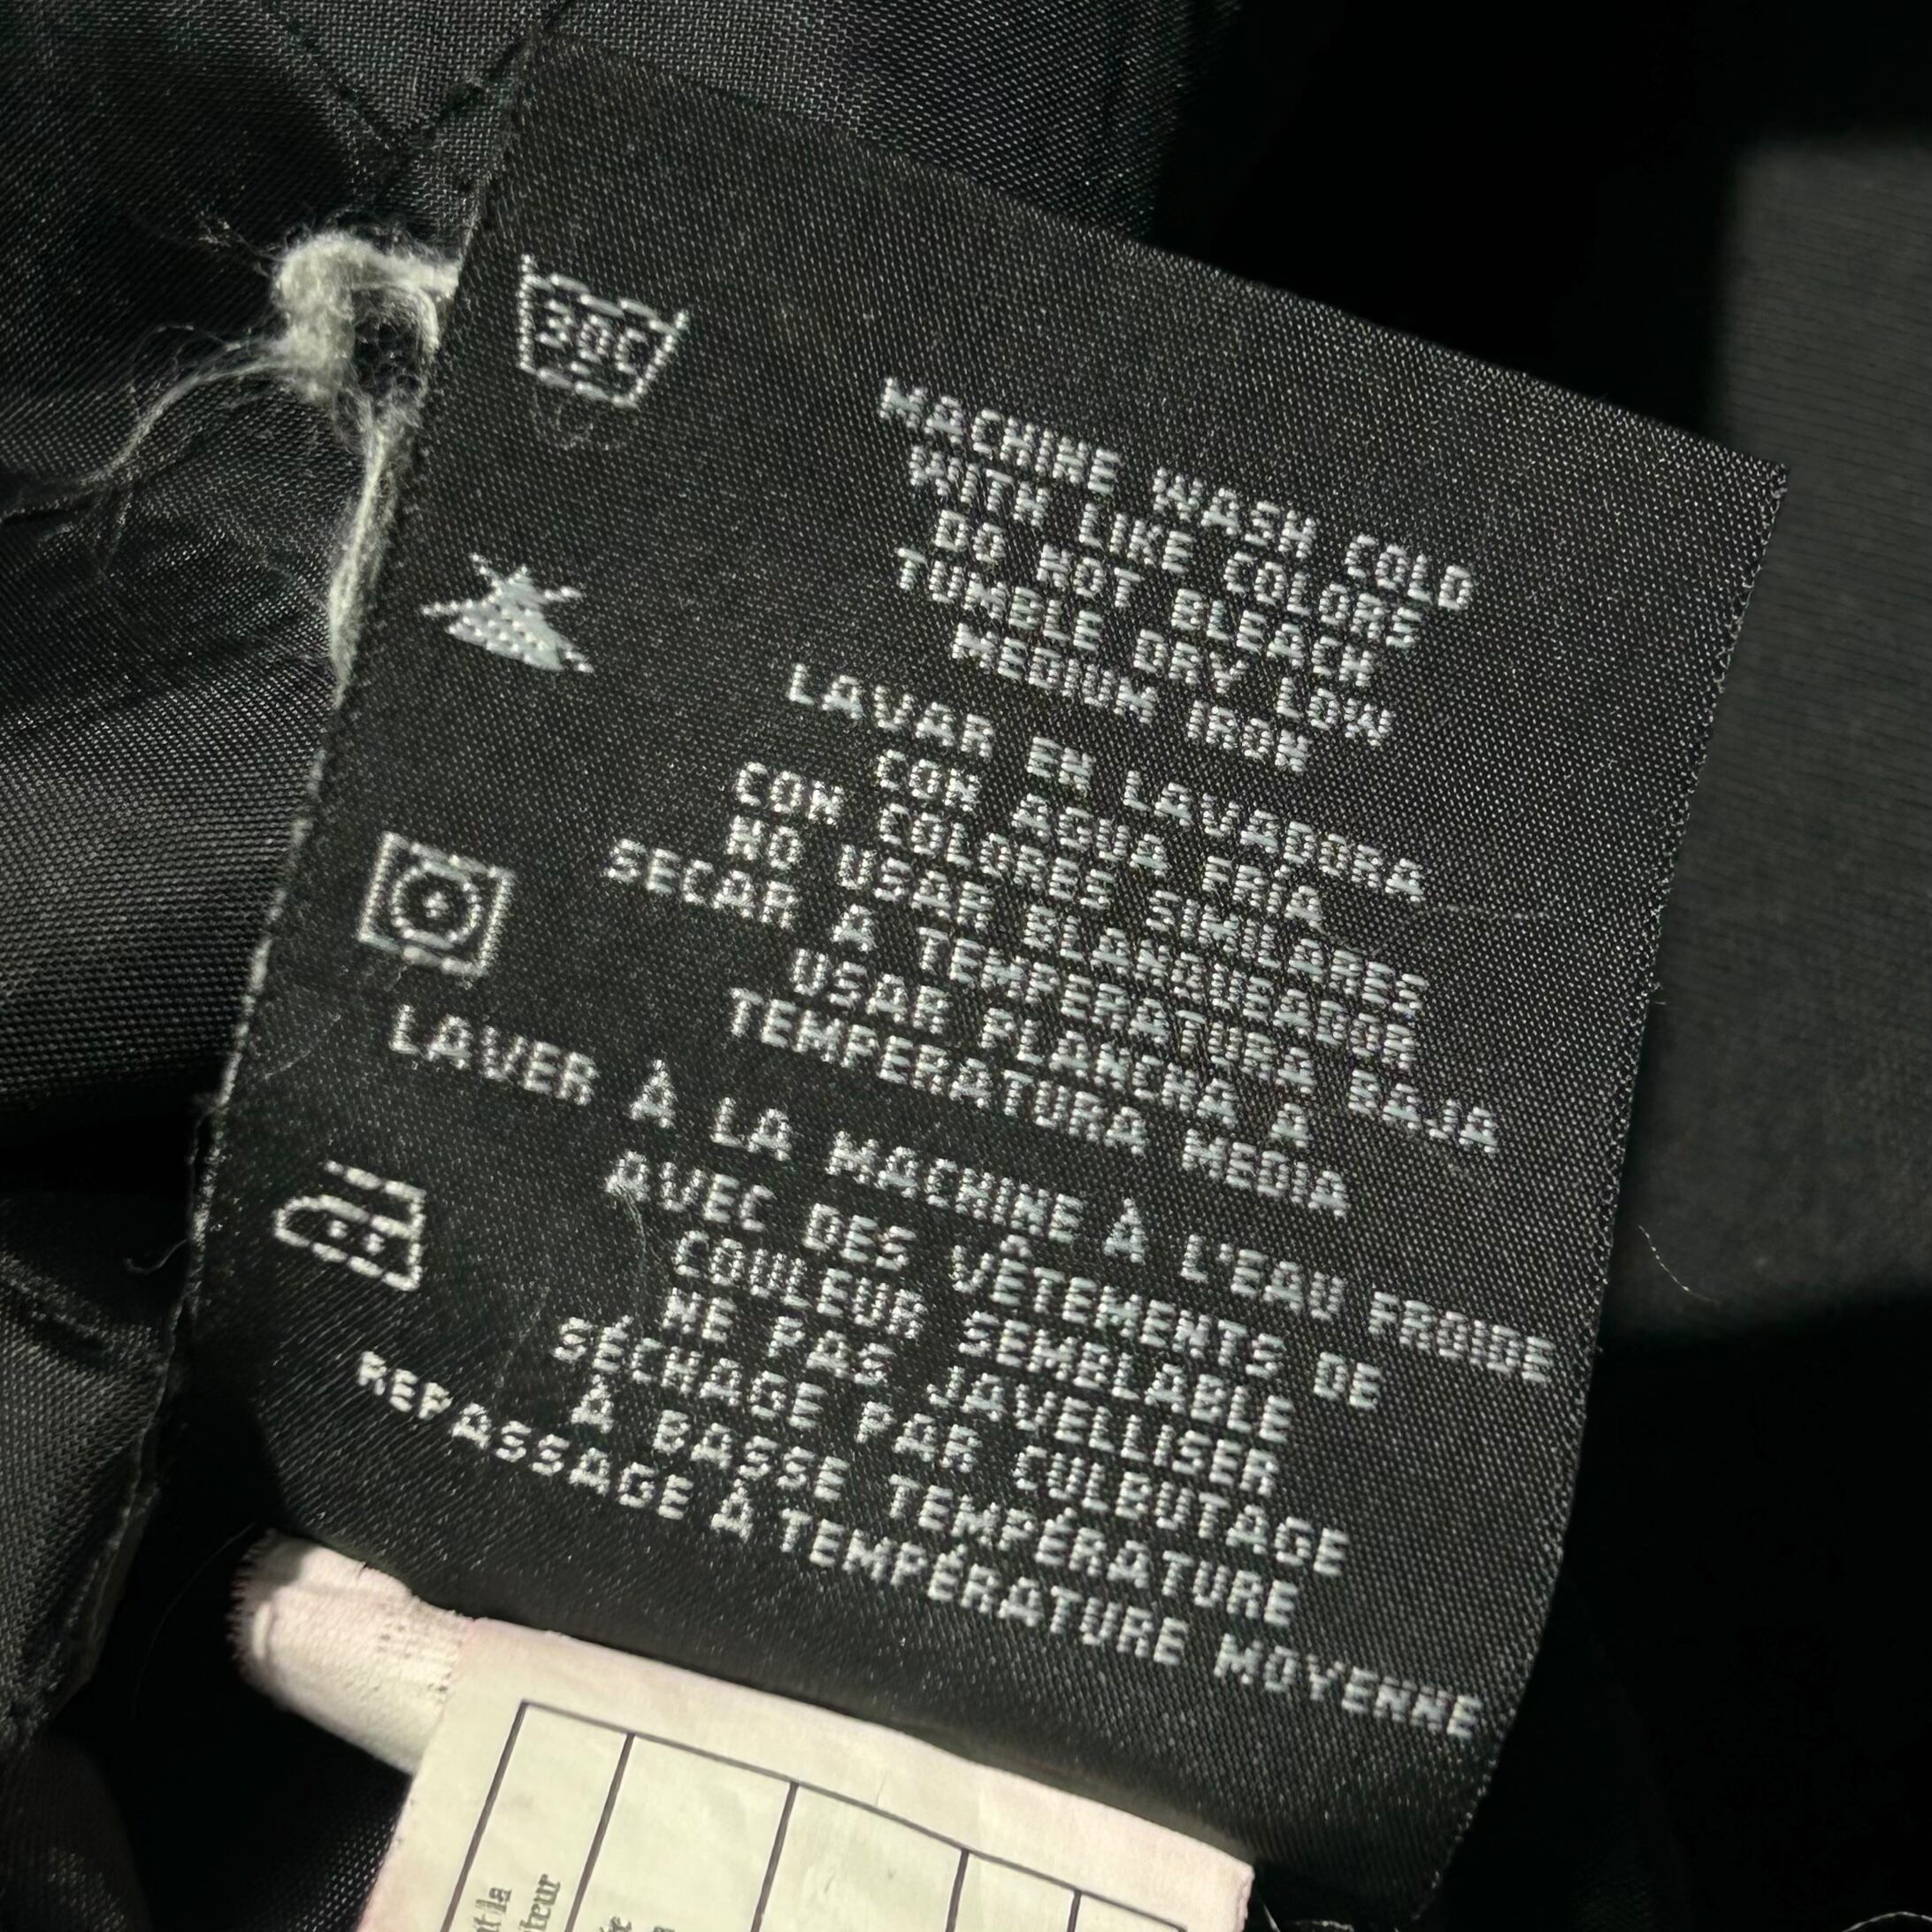 30C
MACHINE WASH COLD
WITH LIKE COLORS
DO NOT BLEACH
TUMBLE DRY LOW
MEDIUM IRON
LAVAR EN LAVADORA
CON AGUA FRÍA
CON COLORES SIMILARES
NO USAR BLANQUEADOR
SECAR A TEMPERATURA BAJA
USAR PLANCHA A
TEMPERATURA MEDIA
LAVER À LA MACHINE À L'EAU FROIDE
AVEC DES VÊTEMENTS DE
COULEUR SEMBLABLE
NE PAS JAVELLISER
SÉCHAGE PAR CULBUTAGE
À BASSE TEMPÉRATURE
REPASSAGE À TEMPÉRATURE MOYENNE